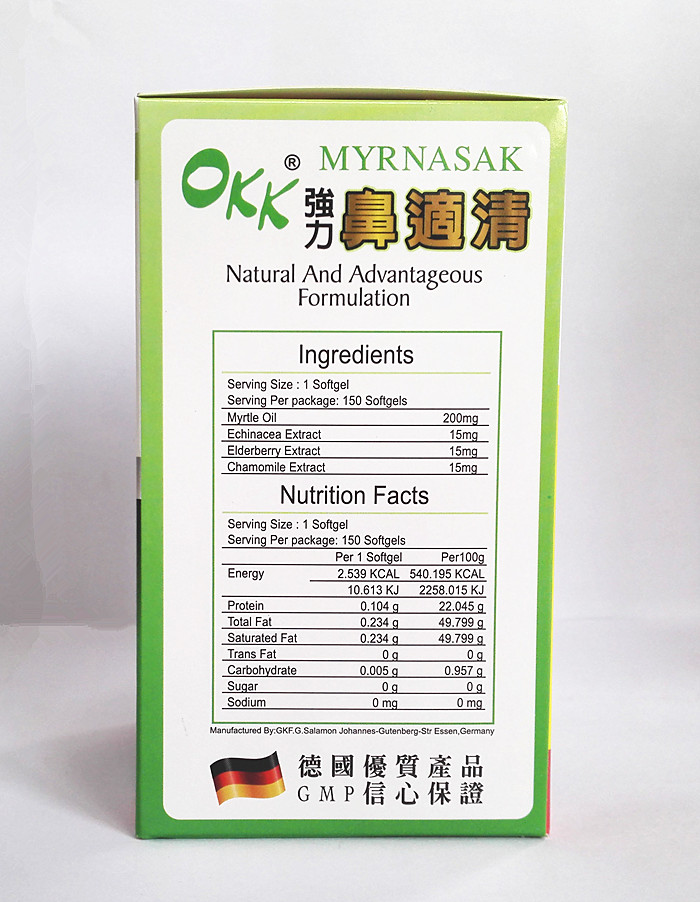 OKK® MYRNASAK
強力 鼻適清
Natural And Advantageous
Formulation
Ingredients
Serving Size : 1 Softgel
Serving Per package: 150 Softgels
Myrtle Oil 200mg
Echinacea Extract 15mg
Elderberry Extract 15mg
Chamomile Extract 15mg
Nutrition Facts
Serving Size : 1 Softgel
Serving Per package: 150 Softgels
Per 1 Softgel Per100g
Energy 2.539 KCAL 540.195 KCAL
10.613 KJ 2258.015 KJ
Protein 0.104 g 22.045 g
Total Fat 0.234 g 49.799 g
Saturated Fat 0.234 g 49.799 g
Trans Fat 0 g 0 g
Carbohydrate 0.005 g 0.957 g
Sugar 0 g 0 g
Sodium 0 mg 0 mg
Manufactured By:GKF.G.Salamon Johannes-Gutenberg-Str Essen,Germany
德國優質產品
GMP信心保證